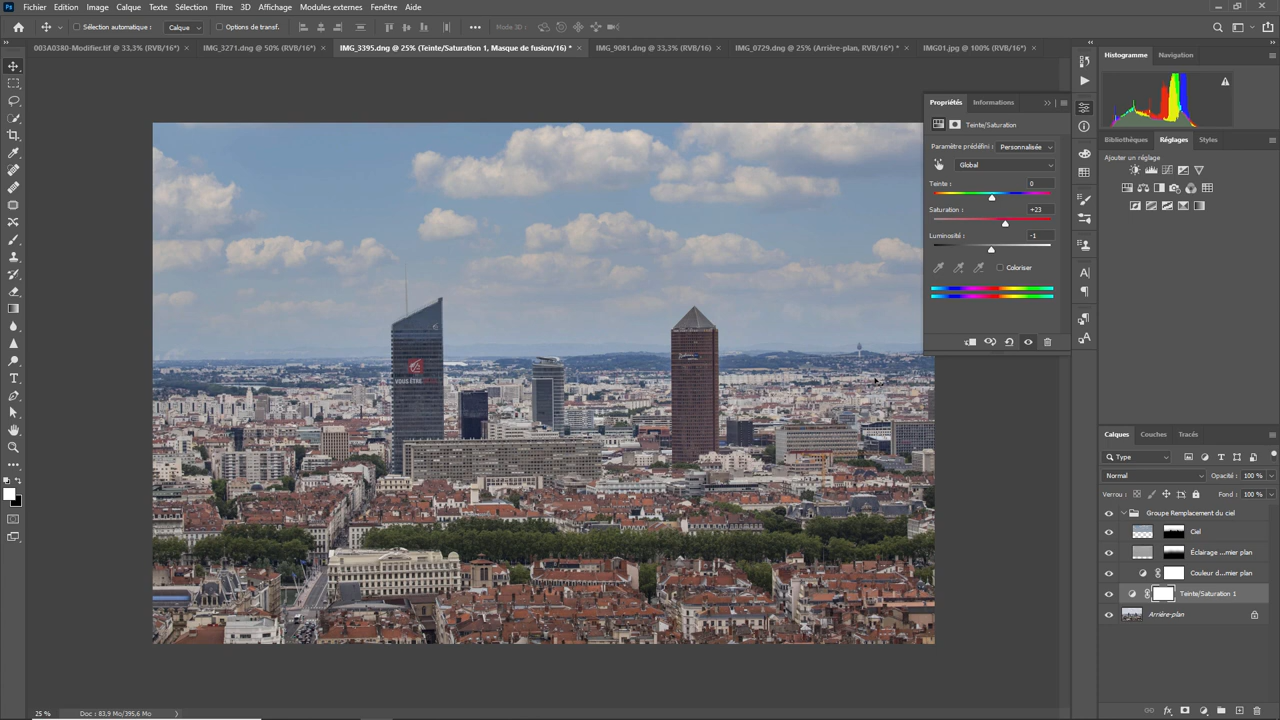 Fichier Edition Image Calque Texte Sélection Filtre 3D Affichage Modules externes Fenêtre Aide
Sélection automatique : Calque Options de transf. Mode 3D :
003A0380-Modifier.tif @ 33,3% (RVB/16*) × IMG_3271.dng @ 50% (RVB/16*) × IMG_3395.dng @ 25% (Teinte/Saturation 1, Masque de fusion/16) * × IMG_9081.dng @ 33,3% (RVB/16) × IMG_0729.dng @ 25% (Arrière-plan, RVB/16*) * × IMG01.jpg @ 100% (RVB/16*) ×
Histogramme Navigation
Propriétés Informations
Teinte/Saturation
Paramètre prédéfini : Personnalisée
Global
Teinte : 0
Saturation : +23
Luminosité : -1
Coloriser
Bibliothèques Réglages Styles
Ajouter un réglage
VOUS ÊTRE
Calques Couches Tracés
Type
Normal Opacité : 100 %
Verrou : Fond : 100 %
Groupe Remplacement du ciel
Ciel
Éclairage ...mier plan
Couleur d...mier plan
Teinte/Saturation 1
Arrière-plan
25 % Doc : 83,9 Mo/395,6 Mo